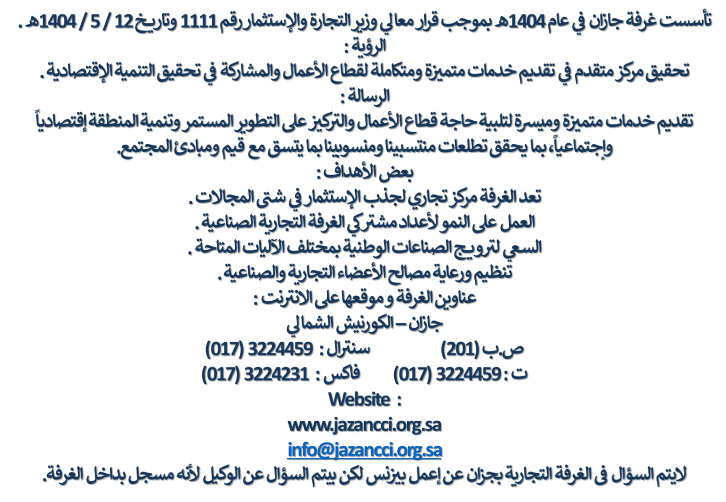 تأسست غرفة جازان في عام 1404هـ بموجب قرار معالي وزير التجارة والإستثمار رقم 1111 وتاريخ 12 / 5 / 1404هـ .
الرؤية :
تحقيق مركز متقدم في تقديم خدمات متميزة ومتكاملة لقطاع الأعمال والمشاركة في تحقيق التنمية الإقتصادية .
الرسالة :
تقديم خدمات متميزة وميسرة لتلبية حاجة قطاع الأعمال والتركيز على التطوير المستمر وتنمية المنطقة إقتصادياً
وإجتماعياً، بما يحقق تطلعات منتسبينا ومنسوبينا بما يتسق مع قيم ومبادئ المجتمع.
بعض الأهداف :
تعد الغرفة مركز تجاري لجذب الإستثمار في شتى المجالات .
العمل على النمو لأعداد مشتركي الغرفة التجارية الصناعية .
السعي لترويج الصناعات الوطنية بمختلف الآليات المتاحة .
تنظيم ورعاية مصالح الأعضاء التجارية والصناعية .
عناوين الغرفة و موقعها على الانترنت :
جازان – الكورنيش الشمالي
ص.ب (201) سنترال : 3224459 (017)
ت : 3224459 (017) فاكس : 3224231 (017)
Website :
www.jazancci.org.sa
info@jazancci.org.sa
لايتم السؤال فى الغرفة التجارية بجزان عن إعمل بيزنس لكن بيتم السؤال عن الوكيل لأنه مسجل بداخل الغرفة.